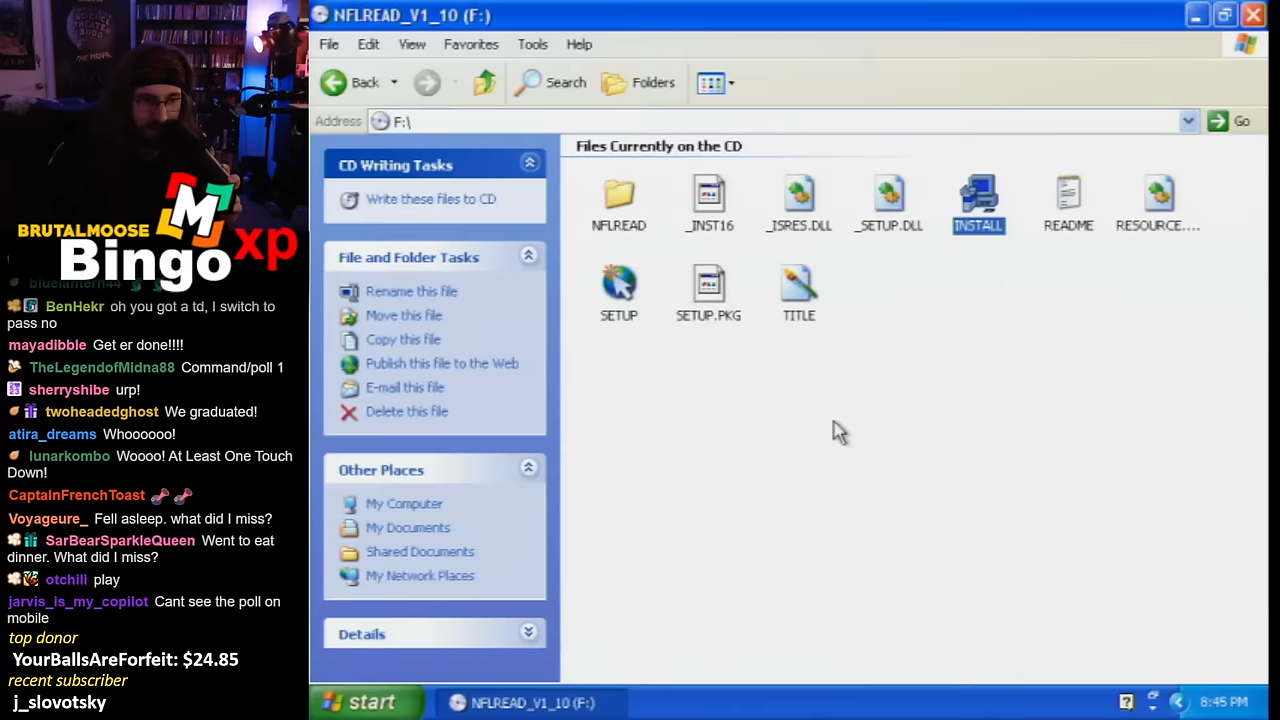 NFLREAD_V1_10 (F:)
File Edit View Favorites Tools Help
Back Search Folders
Address F:\ Go
CD Writing Tasks
Write these files to CD
File and Folder Tasks
Rename this file
Move this file
Copy this file
Publish this file to the Web
E-mail this file
Delete this file
Other Places
My Computer
My Documents
Shared Documents
My Network Places
Details
Files Currently on the CD
NFLREAD _INST16 _ISRES.DLL _SETUP.DLL INSTALL README RESOURCE....
SETUP SETUP.PKG TITLE
start NFLREAD_V1_10 (F:) 8:45 PM
BRUTALMOOSE M
Bingo xp
bluelantern44
BenHekr oh you got a td, I switch to
pass no
mayadibble Get er done!!!!
TheLegendofMidna88 Command/poll 1
sherryshibe urp!
twoheadedghost We graduated!
atira_dreams Whoooooo!
lunarkombo Woooo! At Least One Touch
Down!
CaptainFrenchToast
Voyageure_ Fell asleep. what did I miss?
SarBearSparkleQueen Went to eat
dinner. What did I miss?
otchili play
jarvis_is_my_copilot Cant see the poll on
mobile
top donor
YourBallsAreForfeit: $24.85
recent subscriber
j_slovotsky